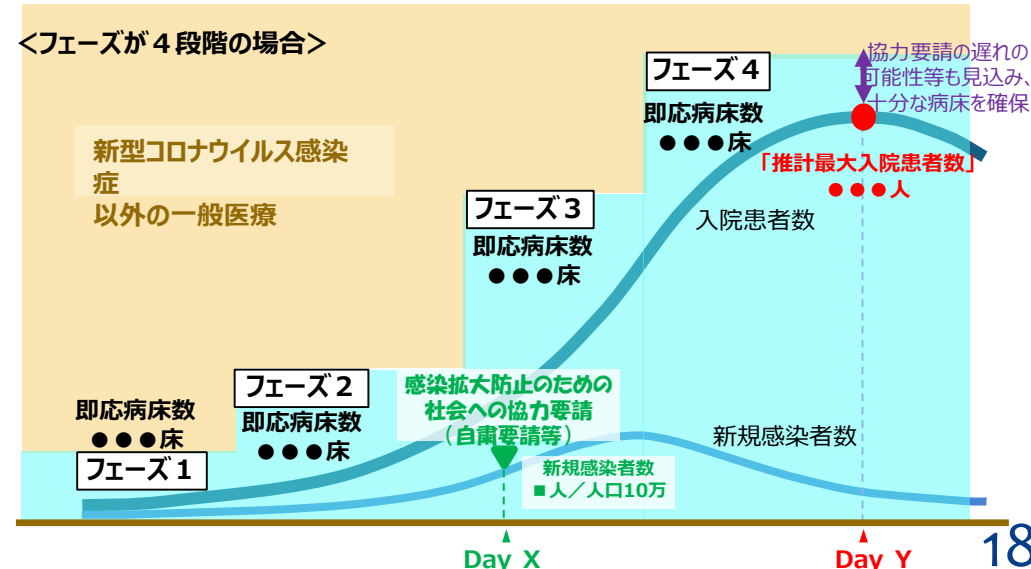 ＜フェーズが４段階の場合＞
新型コロナウイルス感染
症
以外の一般医療
フェーズ４
即応病床数
●●●床
協力要請の遅れの
可能性等も見込み、
十分な病床を確保
「推計最大入院患者数」
●●●人
フェーズ３
即応病床数
●●●床
入院患者数
フェーズ２
即応病床数
●●●床
感染拡大防止のための
社会への協力要請
（自粛要請等）
新規感染者数
■人／人口10万
新規感染者数
即応病床数
●●●床
フェーズ１
Day X
Day Y
18